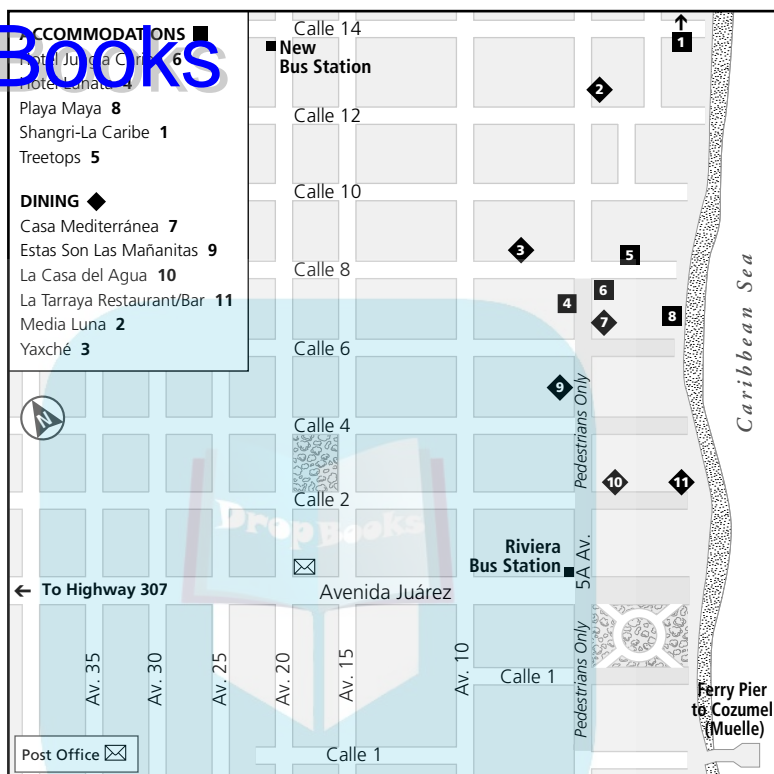 Books
ACCOMMODATIONS
Hotel Jungla Caribe 6
Hotel Lunata 4
Playa Maya 8
Shangri-La Caribe 1
Treetops 5
DINING
Casa Mediterránea 7
Estas Son Las Mañanitas 9
La Casa del Agua 10
La Tarraya Restaurant/Bar 11
Media Luna 2
Yaxché 3
N
Calle 14
New
Bus Station
1
2
Calle 12
Calle 10
3
5
Calle 8
4
6
7
8
Calle 6
9
Pedestrians Only
Caribbean Sea
Calle 4
10
11
Calle 2
Drop Books
Riviera
Bus Station
5A Av.
To Highway 307
Avenida Juárez
Av. 35
Av. 30
Av. 25
Av. 20
Av. 15
Av. 10
Calle 1
Pedestrians Only
Ferry Pier
to Cozumel
(Muelle)
Post Office
Calle 1